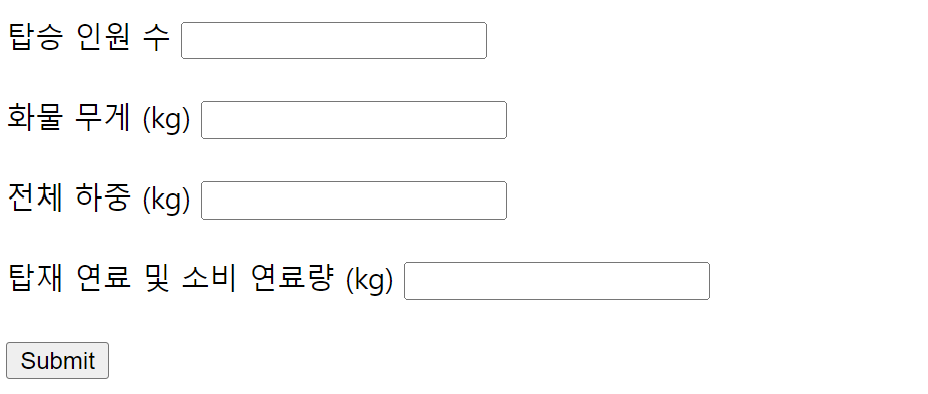 탑승 인원 수
화물 무게 (kg)
전체 하중 (kg)
탑재 연료 및 소비 연료량 (kg)
Submit